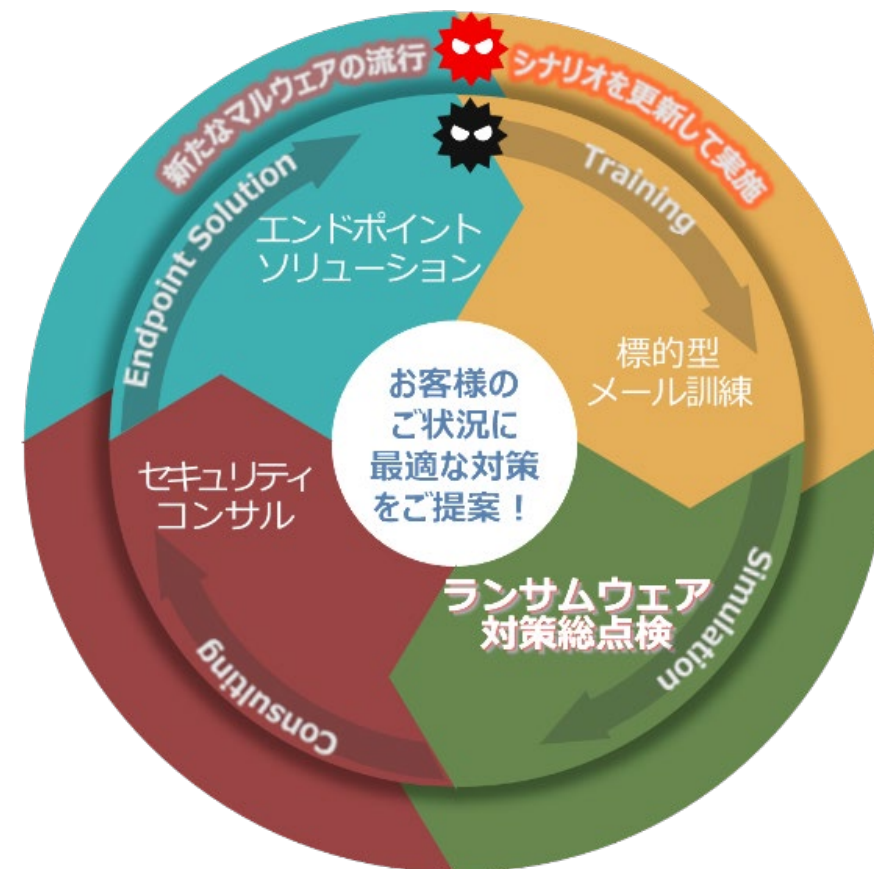 新たなマルウェアの流行
シナリオを更新して実施
Endpoint Solution
エンドポイント
ソリューション
Training
標的型
メール訓練
お客様の
ご状況に
最適な対策
をご提案！
セキュリティ
コンサル
Consulting
ランサムウェア
対策総点検
Simulation